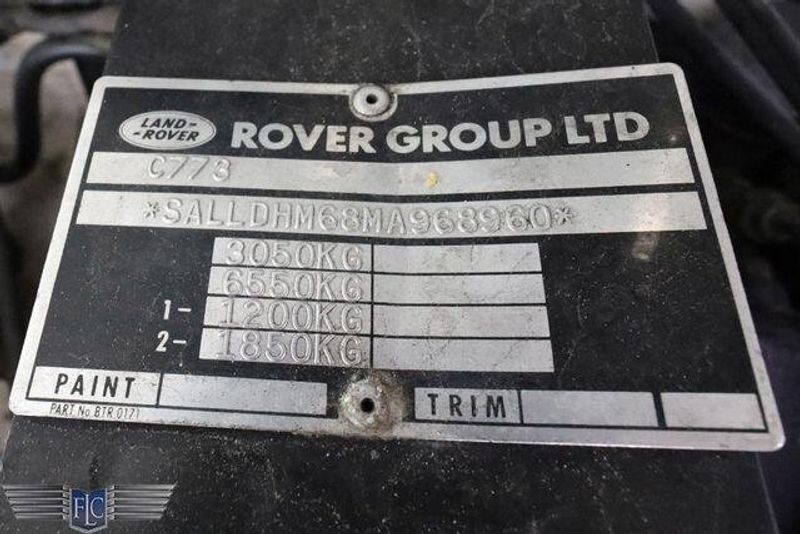 LAND-
-ROVER
ROVER GROUP LTD
C773
*SALLDHM68MA968960*
3050KG
6550KG
1- 1200KG
2- 1850KG
PAINT
TRIM
PART No. BTR 0171
FLC